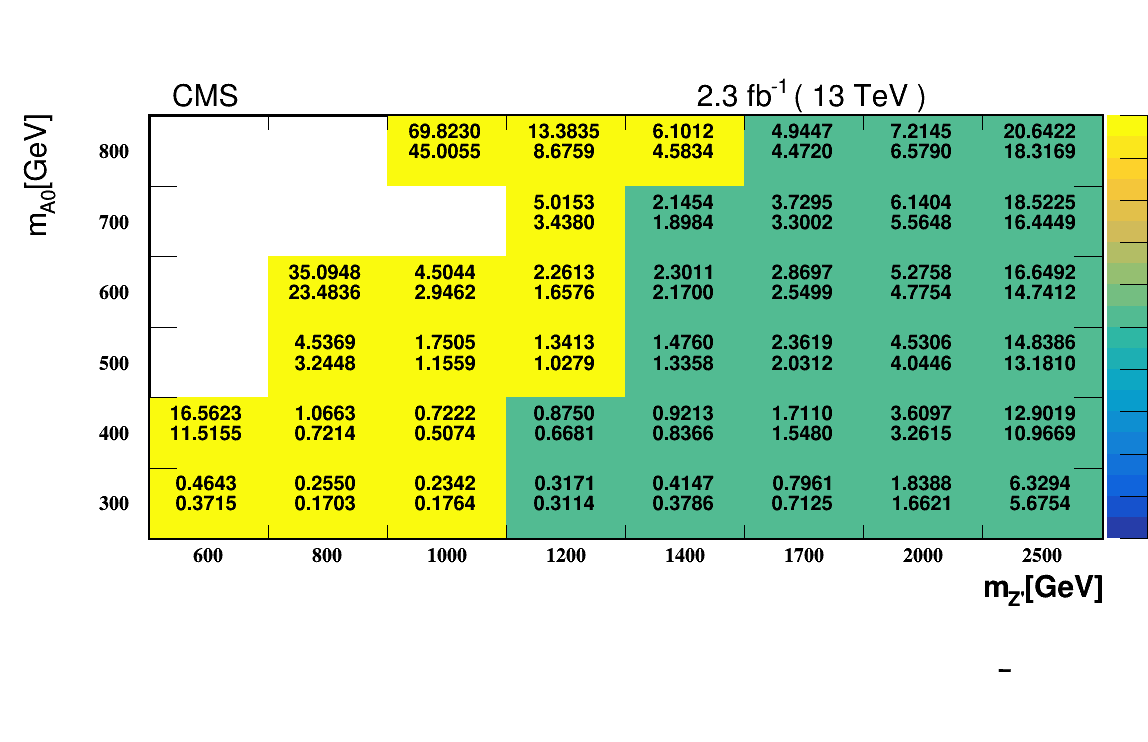 CMS 2.3 fb-1 ( 13 TeV )
mA0[GeV]
69.8230 13.3835 6.1012 4.9447 7.2145 20.6422
800 45.0055 8.6759 4.5834 4.4720 6.5790 18.3169
5.0153 2.1454 3.7295 6.1404 18.5225
700 3.4380 1.8984 3.3002 5.5648 16.4449
35.0948 4.5044 2.2613 2.3011 2.8697 5.2758 16.6492
600 23.4836 2.9462 1.6576 2.1700 2.5499 4.7754 14.7412
4.5369 1.7505 1.3413 1.4760 2.3619 4.5306 14.8386
500 3.2448 1.1559 1.0279 1.3358 2.0312 4.0446 13.1810
16.5623 1.0663 0.7222 0.8750 0.9213 1.7110 3.6097 12.9019
400 11.5155 0.7214 0.5074 0.6681 0.8366 1.5480 3.2615 10.9669
0.4643 0.2550 0.2342 0.3171 0.4147 0.7961 1.8388 6.3294
300 0.3715 0.1703 0.1764 0.3114 0.3786 0.7125 1.6621 5.6754
600 800 1000 1200 1400 1700 2000 2500
mZ'[GeV]
–